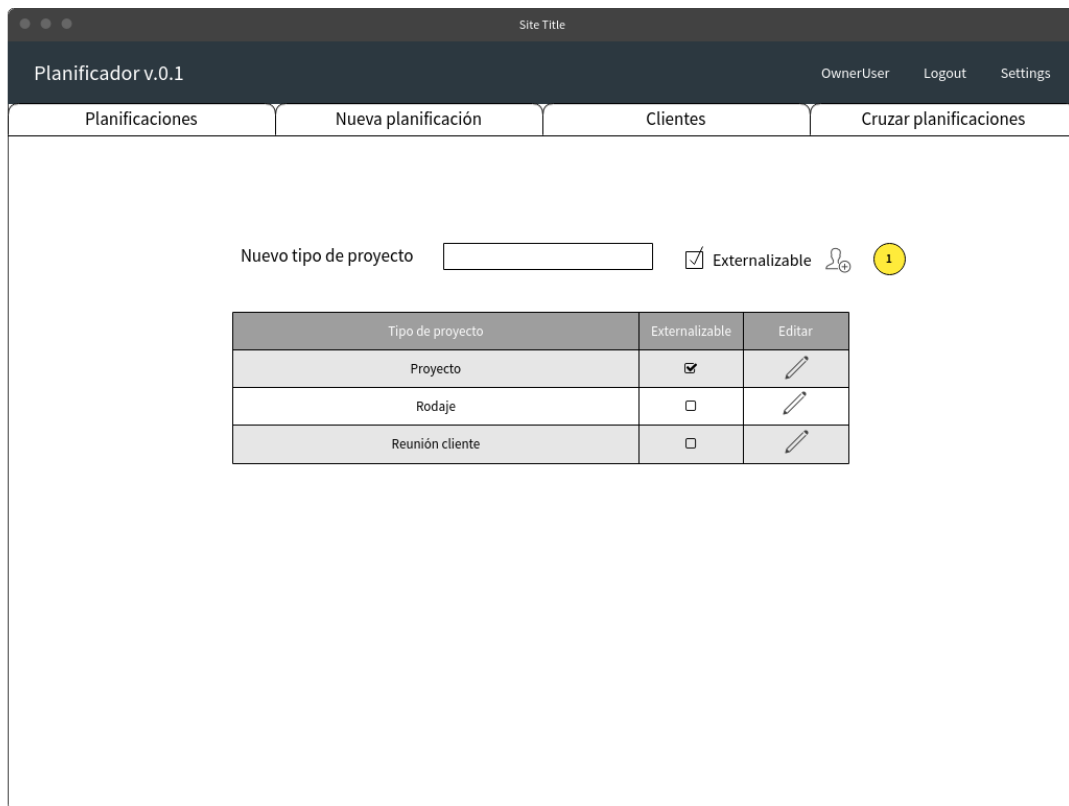 Site Title
Planificador v.0.1
OwnerUser Logout Settings
Planificaciones Nueva planificación Clientes Cruzar planificaciones
Nuevo tipo de proyecto Externalizable 1
Tipo de proyecto Externalizable Editar
Proyecto
Rodaje
Reunión cliente